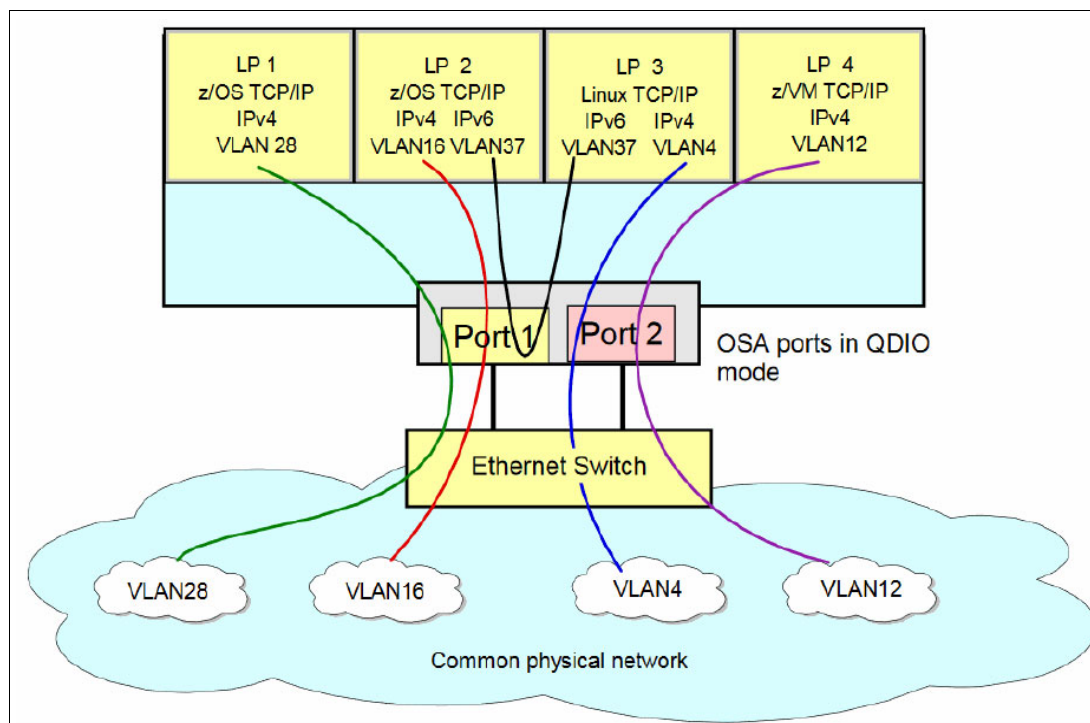 LP 1
z/OS TCP/IP
IPv4
VLAN 28
LP 2
z/OS TCP/IP
IPv4 IPv6
VLAN16 VLAN37
LP 3
Linux TCP/IP
IPv6 IPv4
VLAN37 VLAN4
LP 4
z/VM TCP/IP
IPv4
VLAN12
Port 1
Port 2
OSA ports in QDIO
mode
Ethernet Switch
VLAN28
VLAN16
VLAN4
VLAN12
Common physical network